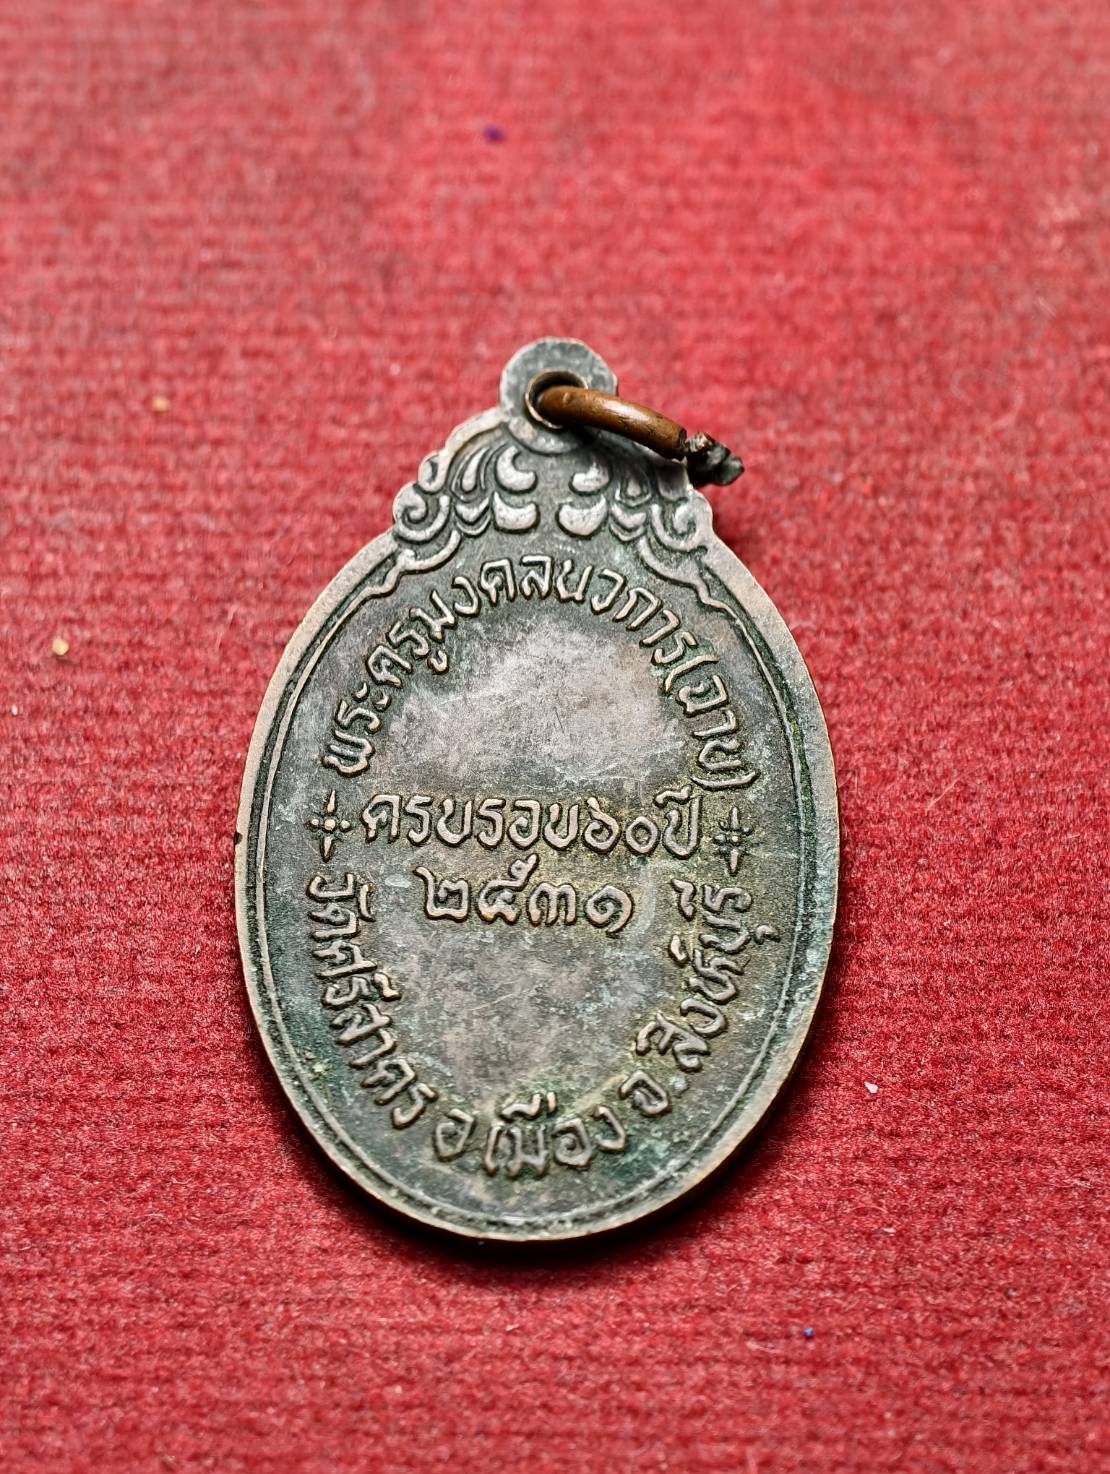 พระครูมงคลนวการ(ฉาย)
ครบรอบ๖๐ปี
๒๕๓๑
วัดศรีสาคร อ.เมือง จ.สิงห์บุรี